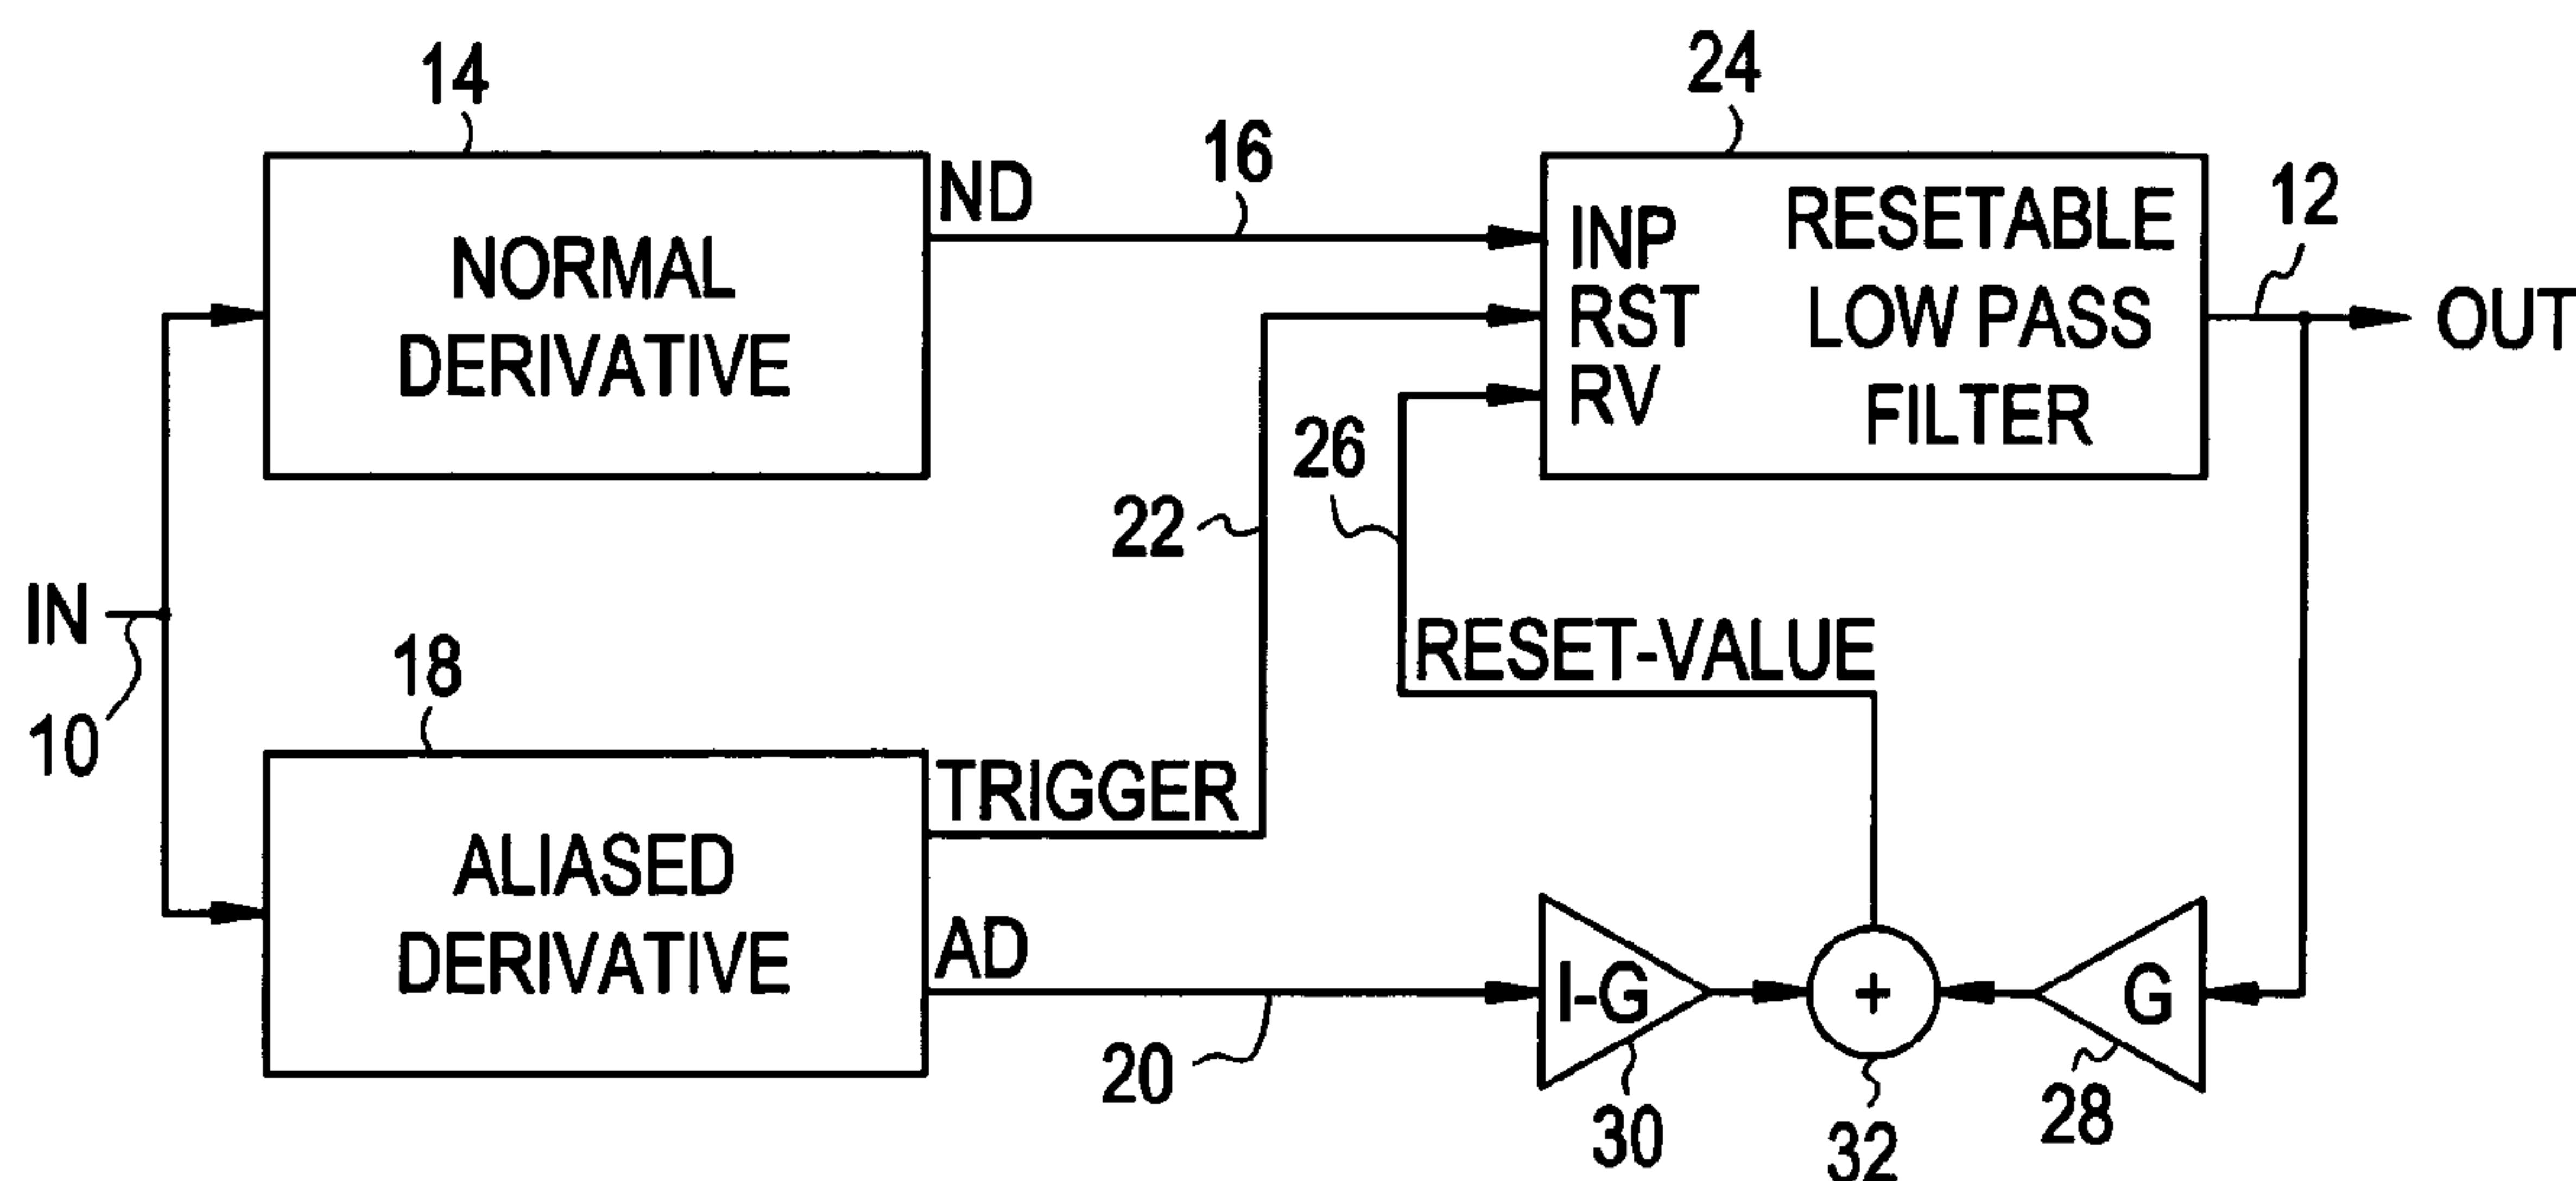 14
24
16
12
ND
NORMAL
DERIVATIVE
INP
RST
RV
RESETABLE
LOW PASS
FILTER
OUT
26
22
IN
10
18
RESET-VALUE
TRIGGER
ALIASED
DERIVATIVE
AD
I-G
+
G
20
30
32
28